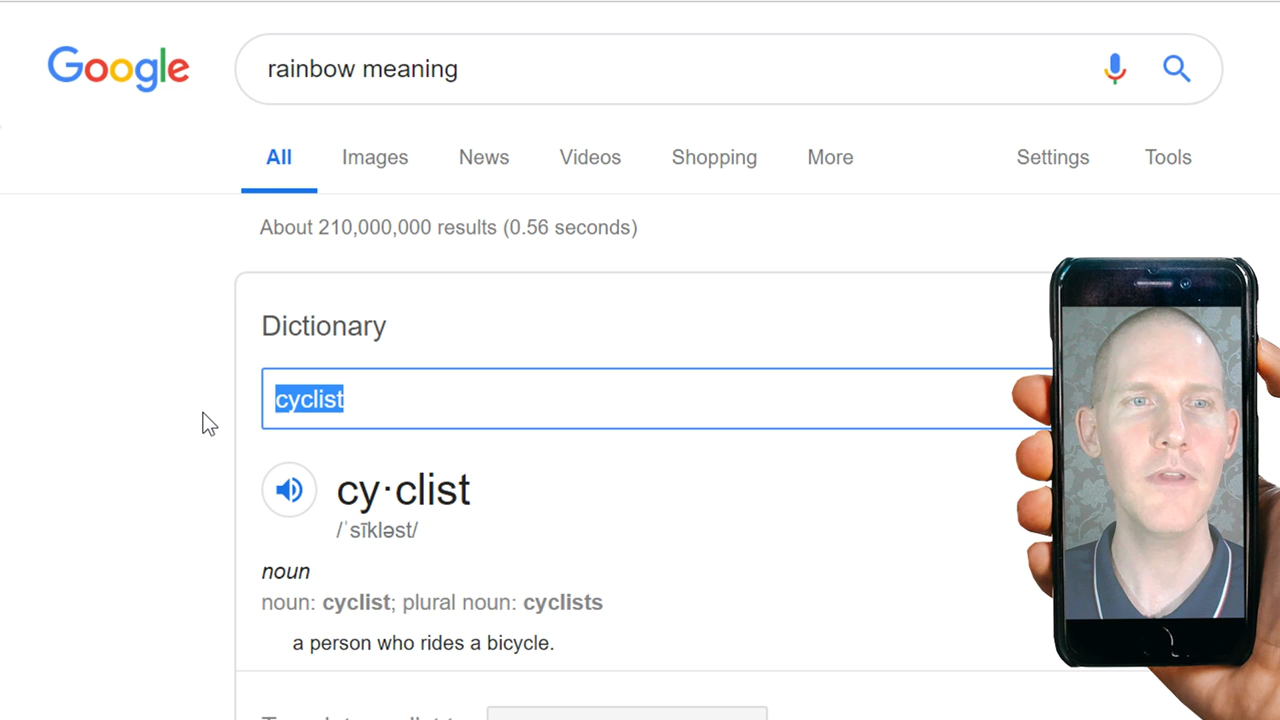 Google
rainbow meaning
All Images News Videos Shopping More Settings Tools
About 210,000,000 results (0.56 seconds)
Dictionary
cyclist
cy·clist
/ˈsīkləst/
noun
noun: cyclist; plural noun: cyclists
a person who rides a bicycle.